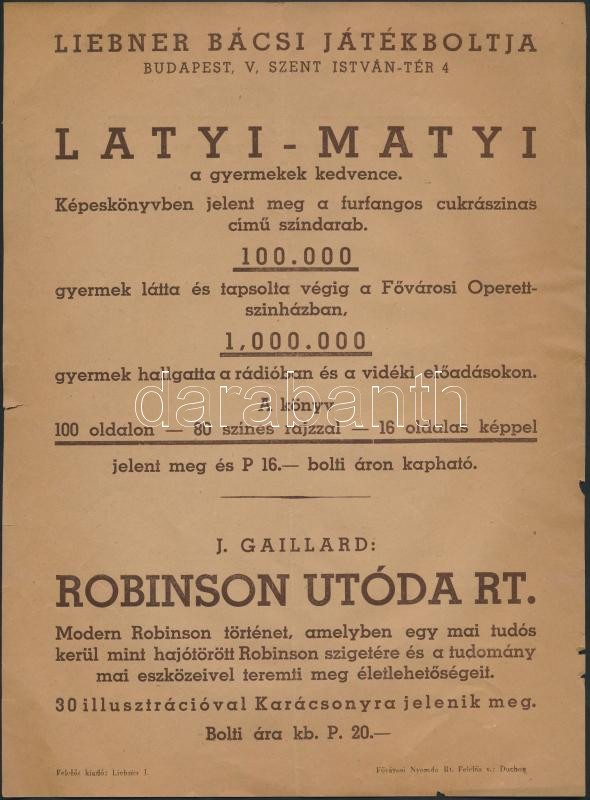 LIEBNER BÁCSI JÁTÉKBOLTJA
BUDAPEST, V, SZENT ISTVÁN-TÉR 4
LATYI-MATYI
a gyermekek kedvence.
Képeskönyvben jelent meg a furfangos cukrászinas
című színdarab.
100.000
gyermek látta és tapsolta végig a Fővárosi Operett-
szinházban,
1,000.000
gyermek hallgatta a rádióban és a vidéki előadásokon.
darabanth
A könyv
100 oldalon — 80 színes rajzzal — 16 oldalas képpel
jelent meg és P 16.— bolti áron kapható.
J. GAILLARD:
ROBINSON UTÓDA RT.
Modern Robinson történet, amelyben egy mai tudós
kerül mint hajótörött Robinson szigetére és a tudomány
mai eszközeivel teremti meg életlehetőségeit.
30 illusztrációval Karácsonyra jelenik meg.
Bolti ára kb. P. 20.—
Felelős kiadó: Liebner J.
Fővárosi Nyomda Rt. Felelős v.: Duchon